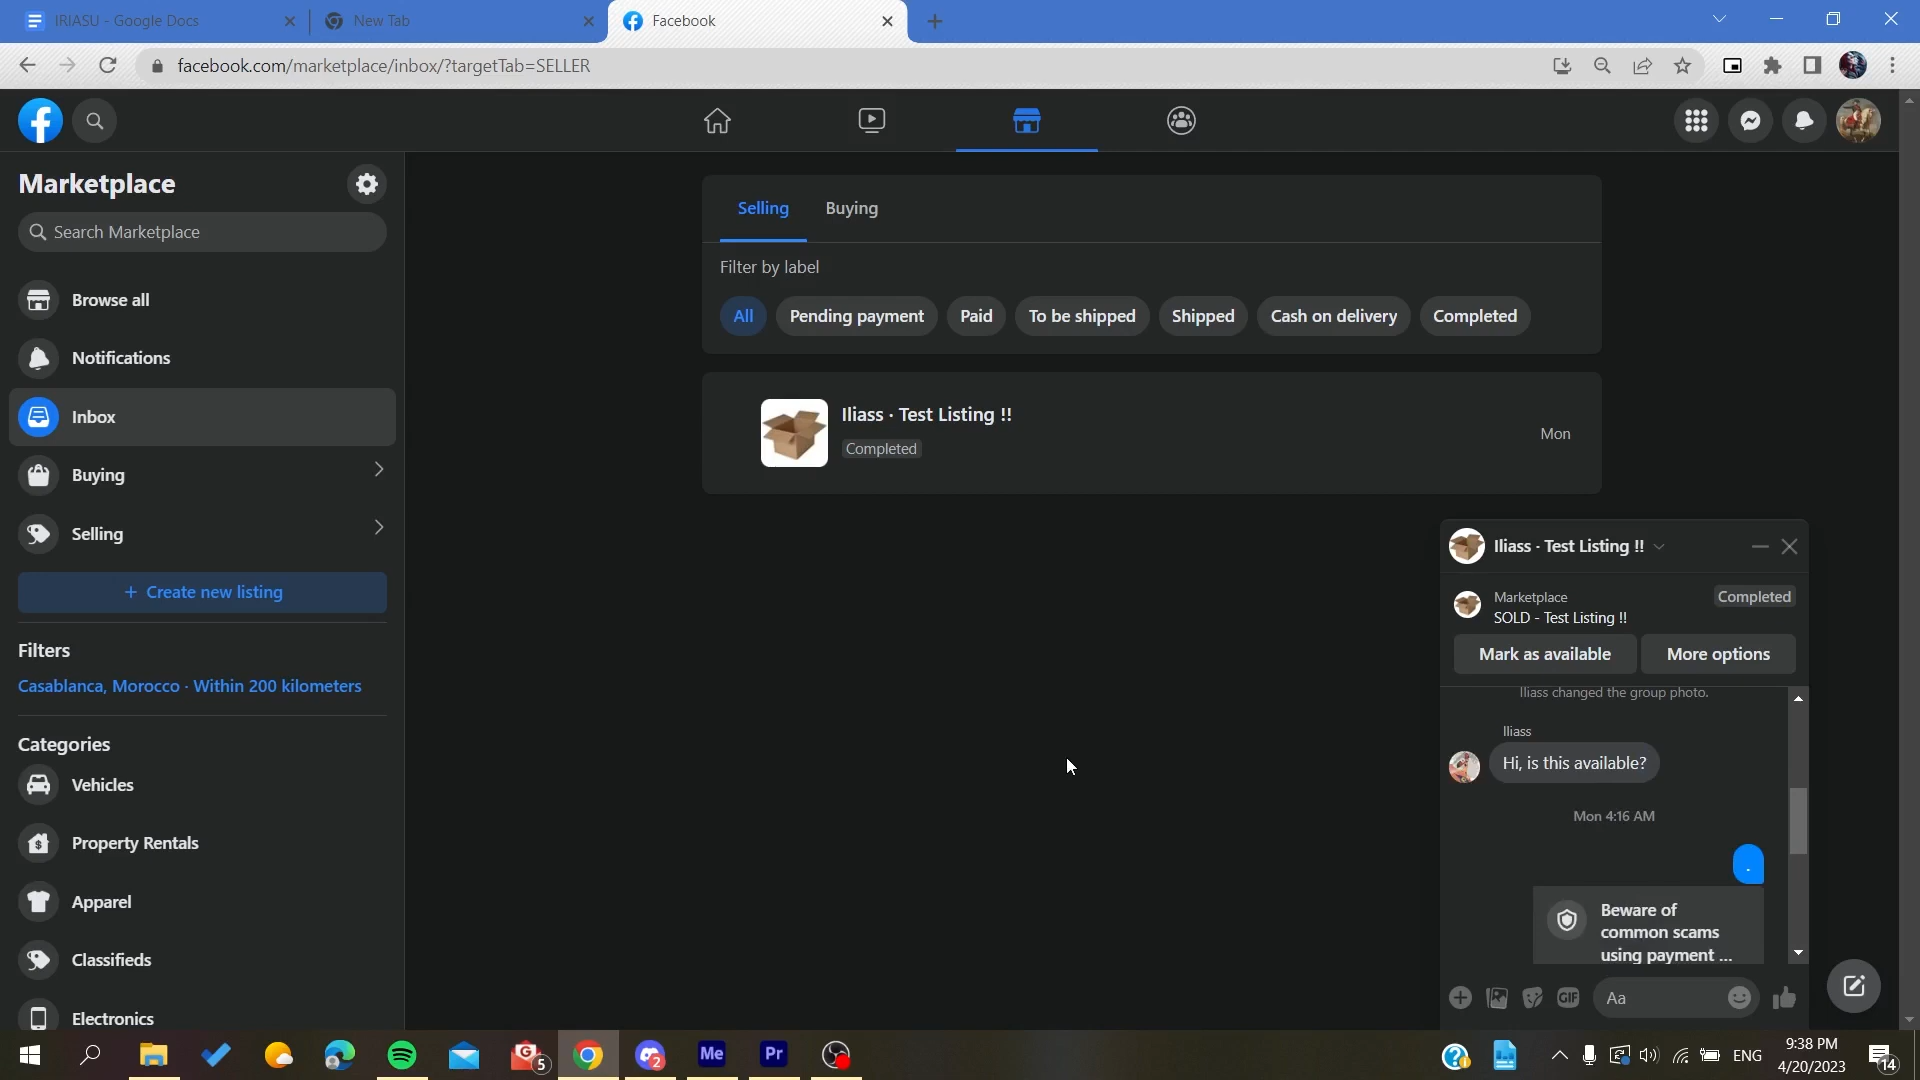 IRIASU - Google Docs
New Tab
Facebook
facebook.com/marketplace/inbox/?targetTab=SELLER
Marketplace
Search Marketplace
Browse all
Notifications
Inbox
Buying
Selling
+ Create new listing
Filters
Casablanca, Morocco · Within 200 kilometers
Categories
Vehicles
Property Rentals
Apparel
Classifieds
Electronics
Selling
Buying
Filter by label
All
Pending payment
Paid
To be shipped
Shipped
Cash on delivery
Completed
Iliass · Test Listing !!
Completed
Mon
Iliass · Test Listing !!
Marketplace
Completed
SOLD - Test Listing !!
Mark as available
More options
Iliass changed the group photo.
Iliass
Hi, is this available?
Mon 4:16 AM
.
Beware of
common scams
using payment ...
GIF
Aa
5
2
Me
Pr
ENG
9:38 PM
4/20/2023
14